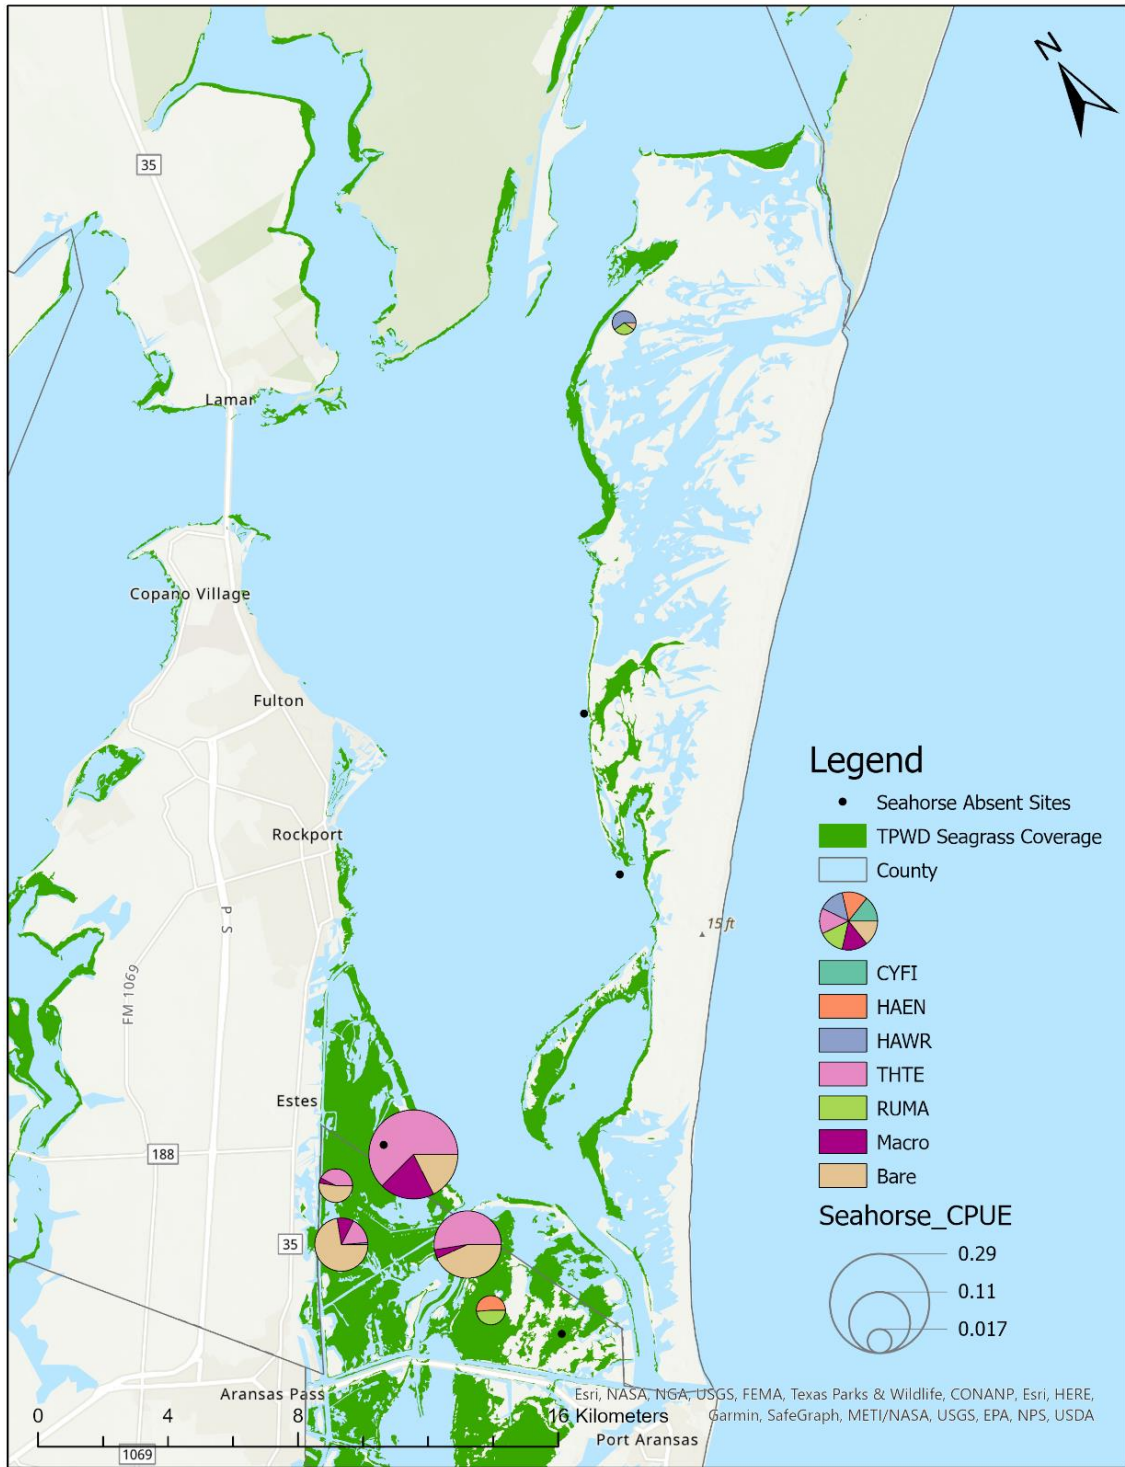 N
35
Lamar
Copano Village
Fulton
Rockport
P S
FM 1069
15 ft
Estes
188
35
Aransas Pass
1069
Port Aransas
0 4 8 16 Kilometers
Legend
Seahorse Absent Sites
TPWD Seagrass Coverage
County
CYFI
HAEN
HAWR
THTE
RUMA
Macro
Bare
Seahorse_CPUE
0.29
0.11
0.017
Esri, NASA, NGA, USGS, FEMA, Texas Parks & Wildlife, CONANP, Esri, HERE,
Garmin, SafeGraph, METI/NASA, USGS, EPA, NPS, USDA